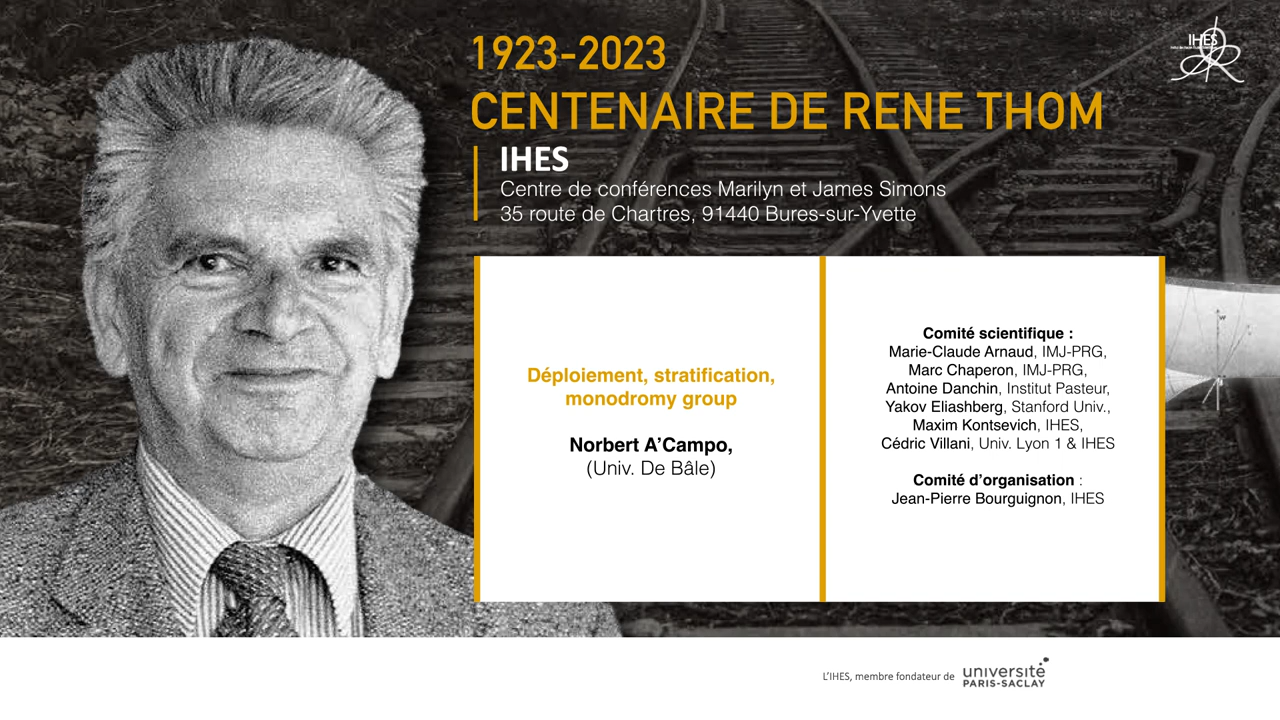 1923-2023
CENTENAIRE DE RENE THOM
IHES
IHES
Centre de conférences Marilyn et James Simons
35 route de Chartres, 91440 Bures-sur-Yvette
Déploiement, stratification,
monodromy group
Norbert A’Campo,
(Univ. De Bâle)
Comité scientifique :
Marie-Claude Arnaud, IMJ-PRG,
Marc Chaperon, IMJ-PRG,
Antoine Danchin, Institut Pasteur,
Yakov Eliashberg, Stanford Univ.,
Maxim Kontsevich, IHES,
Cédric Villani, Univ. Lyon 1 & IHES
Comité d’organisation :
Jean-Pierre Bourguignon, IHES
L’IHES, membre fondateur de
université
PARIS-SACLAY